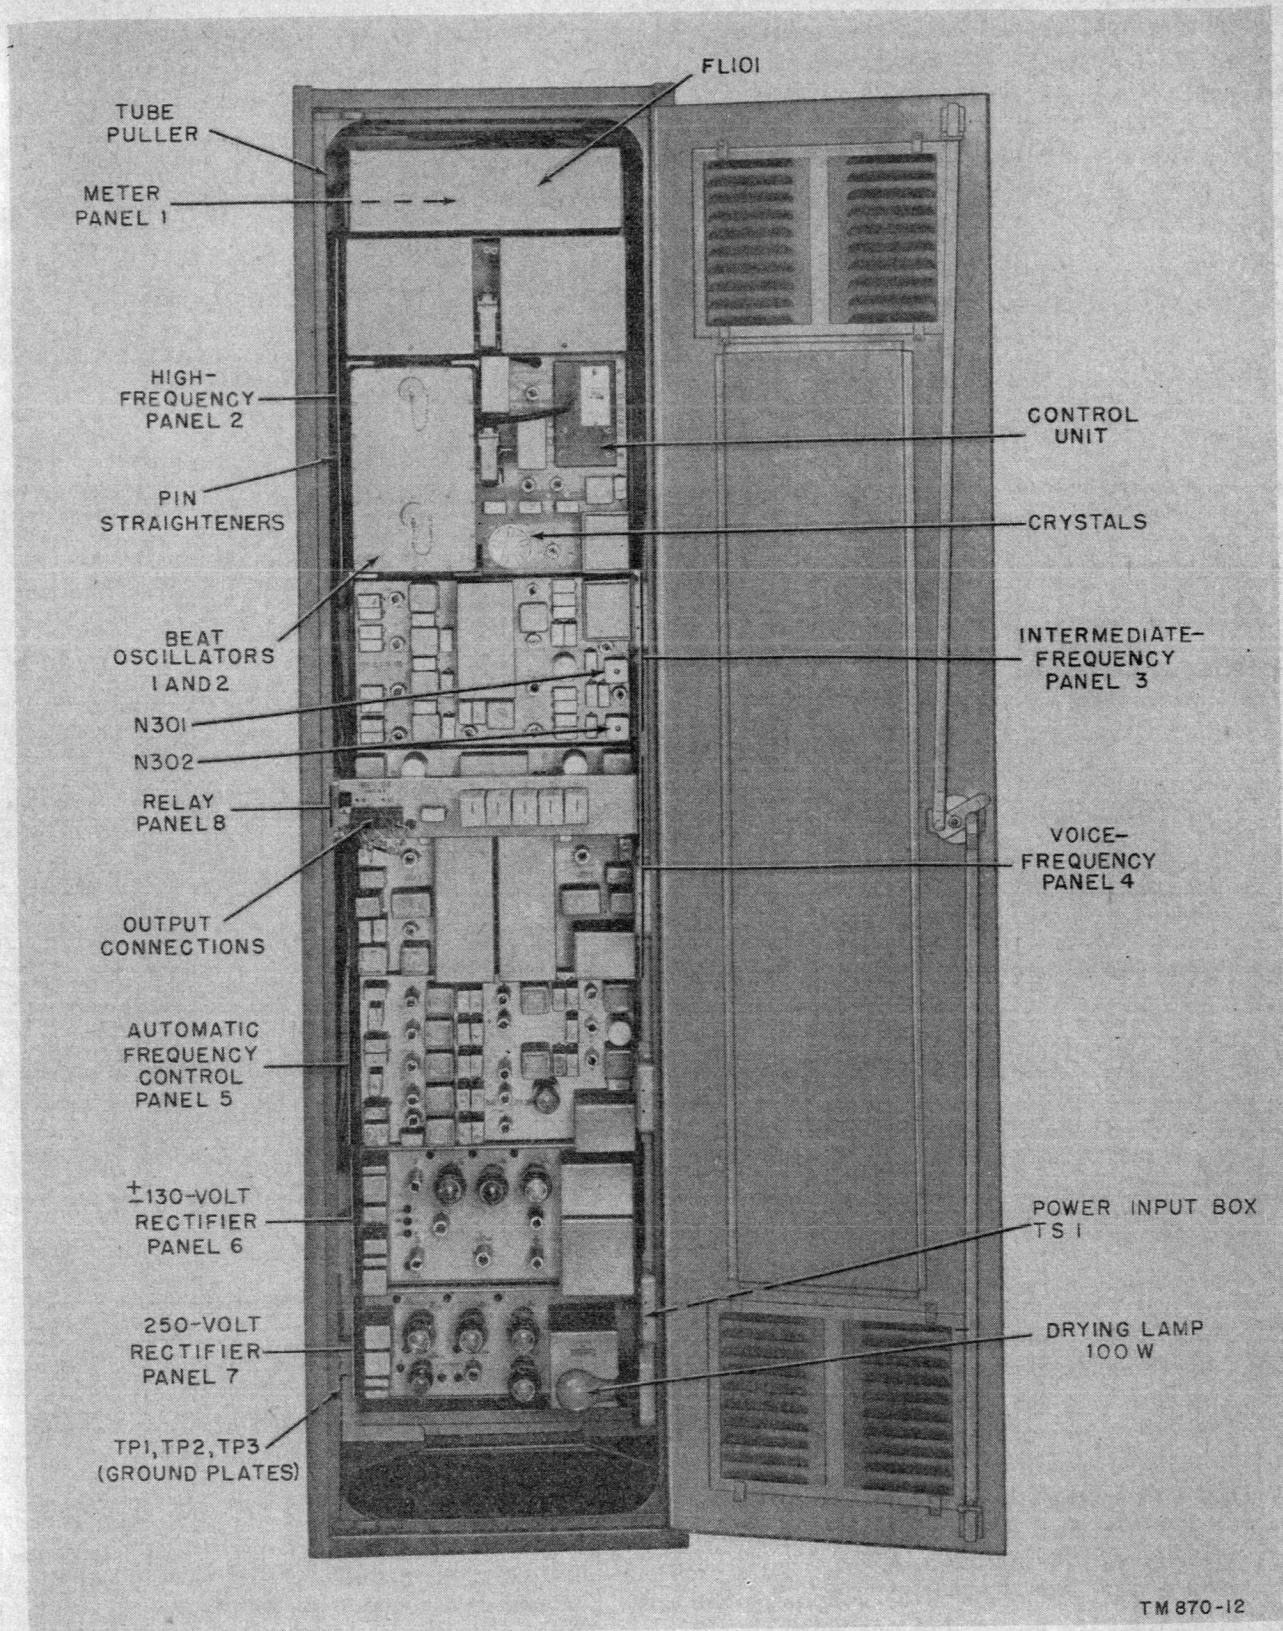 FL101
TUBE
PULLER
METER
PANEL 1
HIGH-
FREQUENCY
PANEL 2
CONTROL
UNIT
PIN
STRAIGHTENERS
CRYSTALS
BEAT
OSCILLATORS
1 AND 2
INTERMEDIATE-
FREQUENCY
PANEL 3
N301
N302
RELAY
PANEL 8
VOICE-
FREQUENCY
PANEL 4
OUTPUT
CONNECTIONS
AUTOMATIC
FREQUENCY
CONTROL
PANEL 5
±130-VOLT
RECTIFIER
PANEL 6
POWER INPUT BOX
TS 1
250-VOLT
RECTIFIER
PANEL 7
DRYING LAMP
100 W
TP1, TP2, TP3
(GROUND PLATES)
TM 870-12